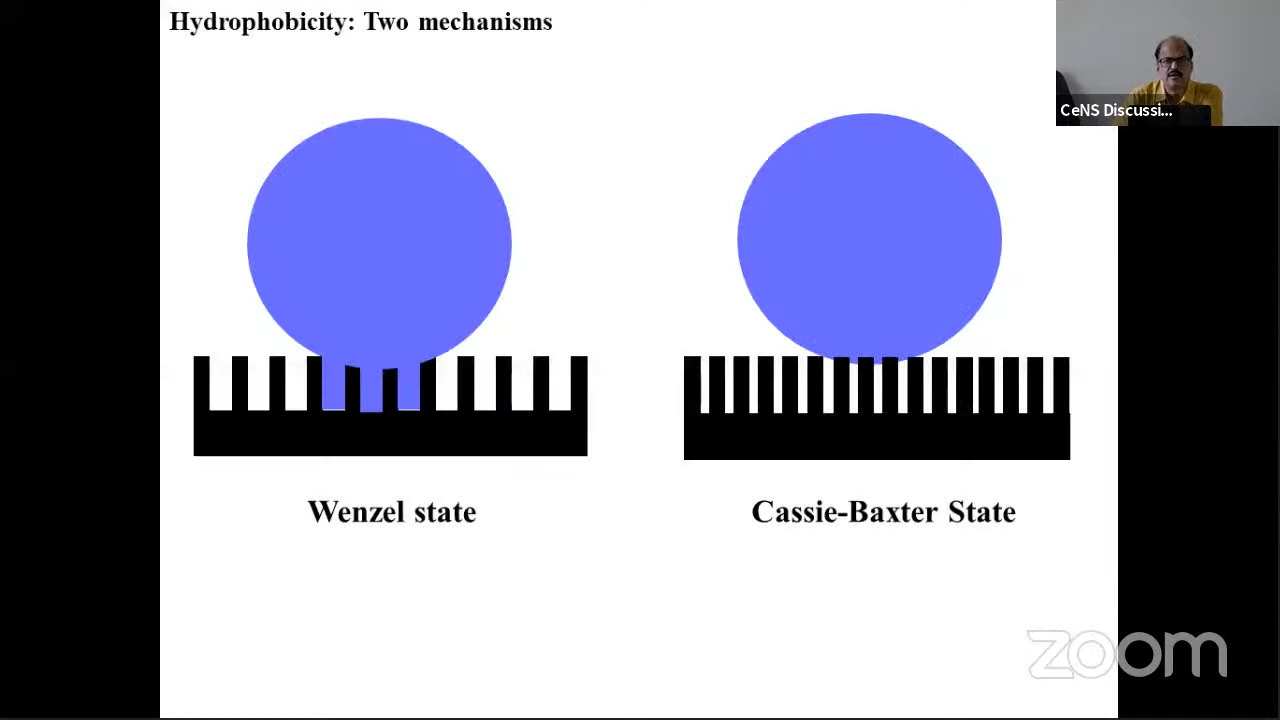 Hydrophobicity: Two mechanisms
CeNS Discussi...
Wenzel state
Cassie-Baxter State
zoom